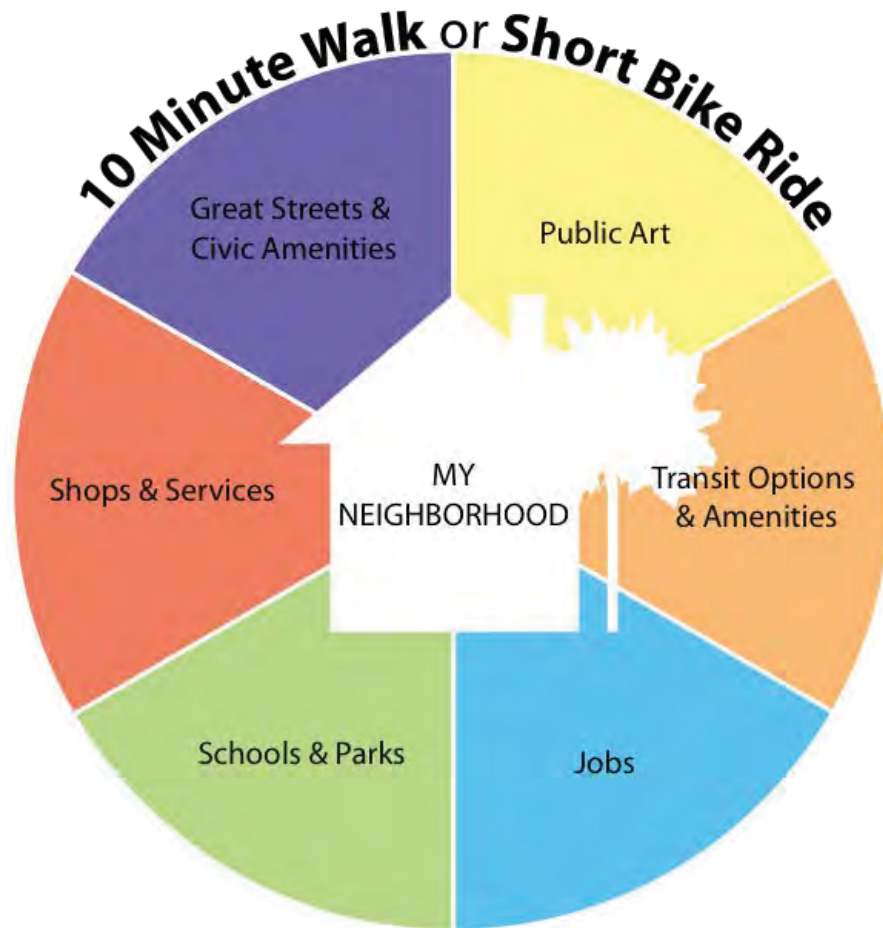 10 Minute Walk or Short Bike Ride
Great Streets &
Civic Amenities
Public Art
Shops & Services
MY
NEIGHBORHOOD
Transit Options
& Amenities
Schools & Parks
Jobs